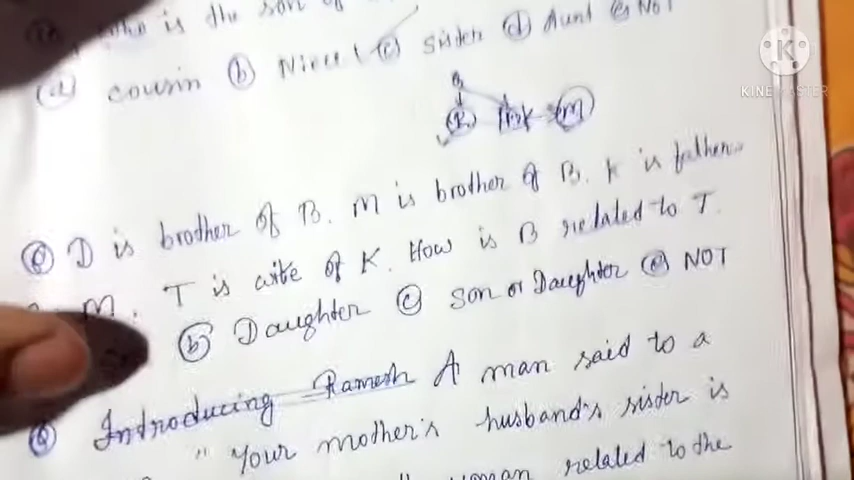 is the son of
(a) cousin (b) Niece (c) sister (d) Aunt (e) NOT
K
KINEMASTER
(R) K (M)
(Q) D is brother of B. M is brother of B. K is father
M. T is wife of K. How is B related to T.
(b) Daughter (c) son or Daughter (e) NOT
(Q) Introducing Ramesh A man said to a
"Your mother's husband's sister is
related to the